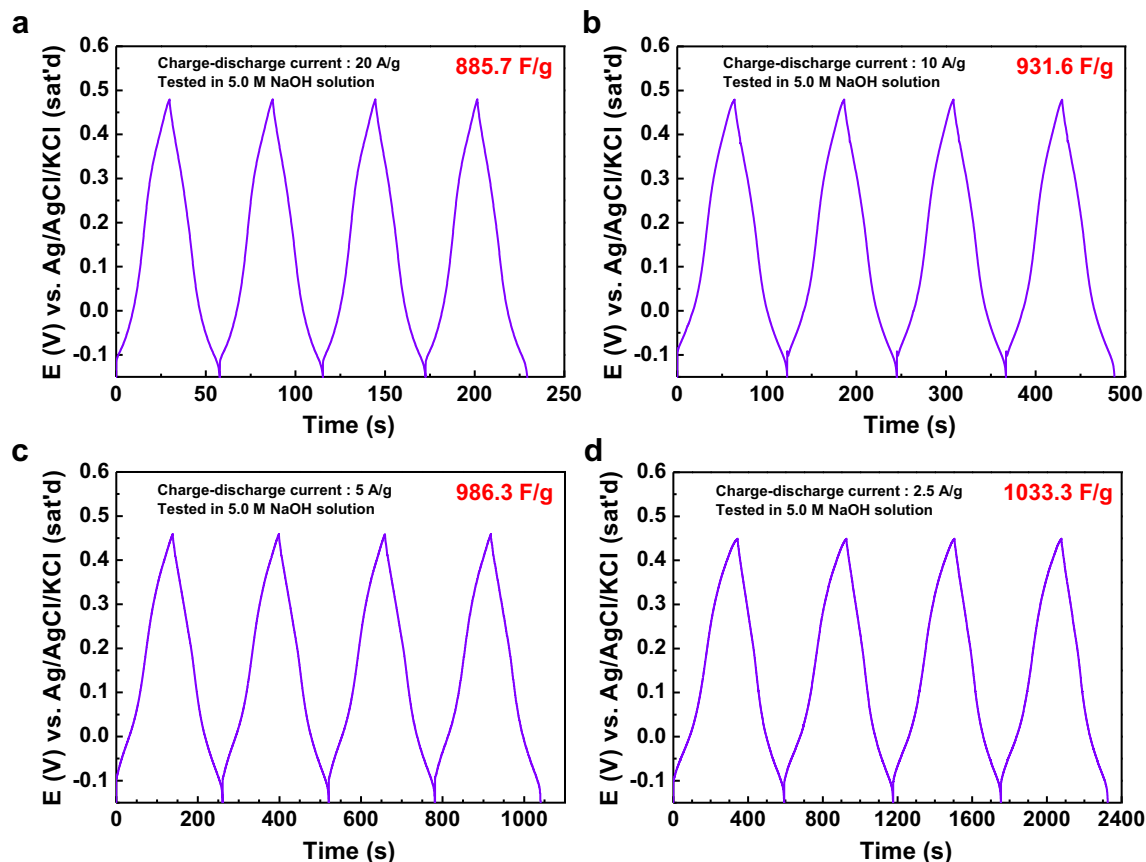 a
Charge-discharge current : 20 A/g
Tested in 5.0 M NaOH solution
885.7 F/g
E (V) vs. Ag/AgCl/KCl (sat'd)
0.6
0.5
0.4
0.3
0.2
0.1
0.0
-0.1
0 50 100 150 200 250
Time (s)
b
Charge-discharge current : 10 A/g
Tested in 5.0 M NaOH solution
931.6 F/g
E (V) vs. Ag/AgCl/KCl (sat'd)
0.6
0.5
0.4
0.3
0.2
0.1
0.0
-0.1
0 100 200 300 400 500
Time (s)
c
Charge-discharge current : 5 A/g
Tested in 5.0 M NaOH solution
986.3 F/g
E (V) vs. Ag/AgCl/KCl (sat'd)
0.6
0.5
0.4
0.3
0.2
0.1
0.0
-0.1
0 200 400 600 800 1000
Time (s)
d
Charge-discharge current : 2.5 A/g
Tested in 5.0 M NaOH solution
1033.3 F/g
E (V) vs. Ag/AgCl/KCl (sat'd)
0.6
0.5
0.4
0.3
0.2
0.1
0.0
-0.1
0 400 800 1200 1600 2000 2400
Time (s)